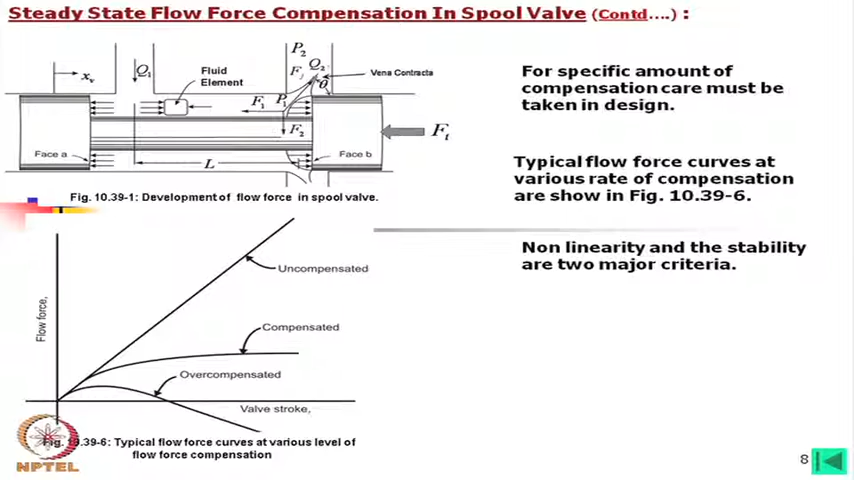 Steady State Flow Force Compensation In Spool Valve (Contd....) :
P2
Q1
Q2
Fj
xv
Fluid
Element
Vena Contracta
θ
F1
P1
F2
Ft
Face a
L
Face b
Fig. 10.39-1: Development of flow force in spool valve.
For specific amount of
compensation care must be
taken in design.
Typical flow force curves at
various rate of compensation
are show in Fig. 10.39-6.
Non linearity and the stability
are two major criteria.
Flow force,
Uncompensated
Compensated
Overcompensated
Valve stroke,
Fig. 10.39-6: Typical flow force curves at various level of
flow force compensation
NPTEL
8